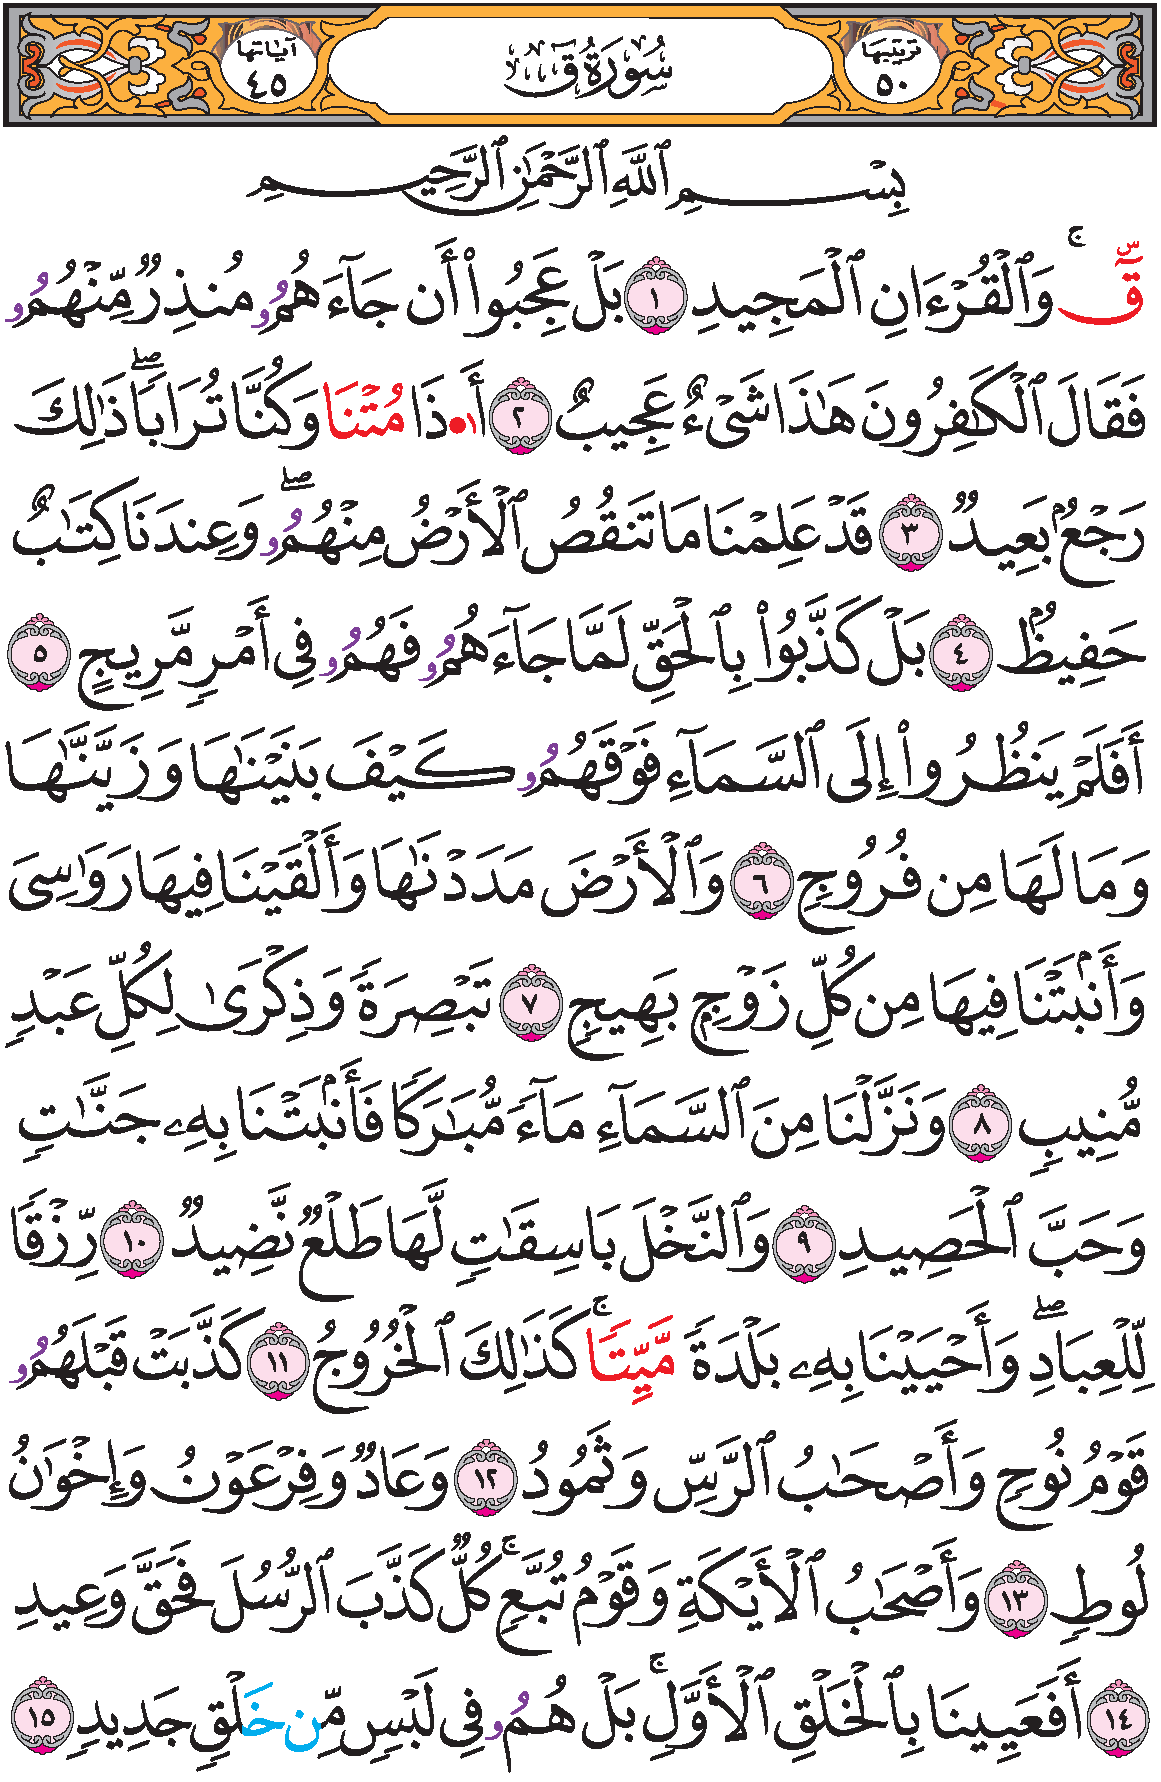 ترتيبها ٥٠ سُورَةُ قٓ آياتها ٤٥
بِسۡمِ ٱللَّهِ ٱلرَّحۡمَٰنِ ٱلرَّحِيمِ
قٓۚ وَٱلۡقُرۡءَانِ ٱلۡمَجِيدِ ١ بَلۡ عَجِبُوٓاْ أَن جَآءَهُمُۥ مُنذِرٞ مِّنۡهُمُۥ
فَقَالَ ٱلۡكَٰفِرُونَ هَٰذَا شَيۡءٌ عَجِيبٌ ٢ أَ۟ذَا مُتۡنَا وَكُنَّا تُرَابٗاۖ ذَٰلِكَ
رَجۡعُۢ بَعِيدٞ ٣ قَدۡ عَلِمۡنَا مَا تَنقُصُ ٱلۡأَرۡضُ مِنۡهُمُۥۖ وَعِندَنَا كِتَٰبٌ
حَفِيظُۢ ٤ بَلۡ كَذَّبُواْ بِٱلۡحَقِّ لَمَّا جَآءَهُمُۥ فَهُمُۥ فِيٓ أَمۡرٖ مَّرِيجٍ ٥
أَفَلَمۡ يَنظُرُوٓاْ إِلَى ٱلسَّمَآءِ فَوۡقَهُمُۥ كَيۡفَ بَنَيۡنَٰهَا وَزَيَّنَّٰهَا
وَمَا لَهَا مِن فُرُوجٖ ٦ وَٱلۡأَرۡضَ مَدَدۡنَٰهَا وَأَلۡقَيۡنَا فِيهَا رَوَٰسِيَ
وَأَنۢبَتۡنَا فِيهَا مِن كُلِّ زَوۡجِۭ بَهِيجٖ ٧ تَبۡصِرَةٗ وَذِكۡرَىٰ لِكُلِّ عَبۡدٖ
مُّنِيبٖ ٨ وَنَزَّلۡنَا مِنَ ٱلسَّمَآءِ مَآءٗ مُّبَٰرَكٗا فَأَنۢبَتۡنَا بِهِۦ جَنَّٰتٖ
وَحَبَّ ٱلۡحَصِيدِ ٩ وَٱلنَّخۡلَ بَاسِقَٰتٖ لَّهَا طَلۡعٞ نَّضِيدٞ ١٠ رِّزۡقٗا
لِّلۡعِبَادِۖ وَأَحۡيَيۡنَا بِهِۦ بَلۡدَةٗ مَّيِّتٗاۚ كَذَٰلِكَ ٱلۡخُرُوجُ ١١ كَذَّبَتۡ قَبۡلَهُمُۥ
قَوۡمُ نُوحٖ وَأَصۡحَٰبُ ٱلرَّسِّ وَثَمُودُ ١٢ وَعَادٞ وَفِرۡعَوۡنُ وَإِخۡوَٰنُ
لُوطٖ ١٣ وَأَصۡحَٰبُ ٱلۡأَيۡكَةِ وَقَوۡمُ تُبَّعٖۚ كُلّٞ كَذَّبَ ٱلرُّسُلَ فَحَقَّ وَعِيدِ
١٤ أَفَعَيِينَا بِٱلۡخَلۡقِ ٱلۡأَوَّلِۚ بَلۡ هُمُۥ فِي لَبۡسٖ مِّن خَلۡقٖ جَدِيدٖ ١٥